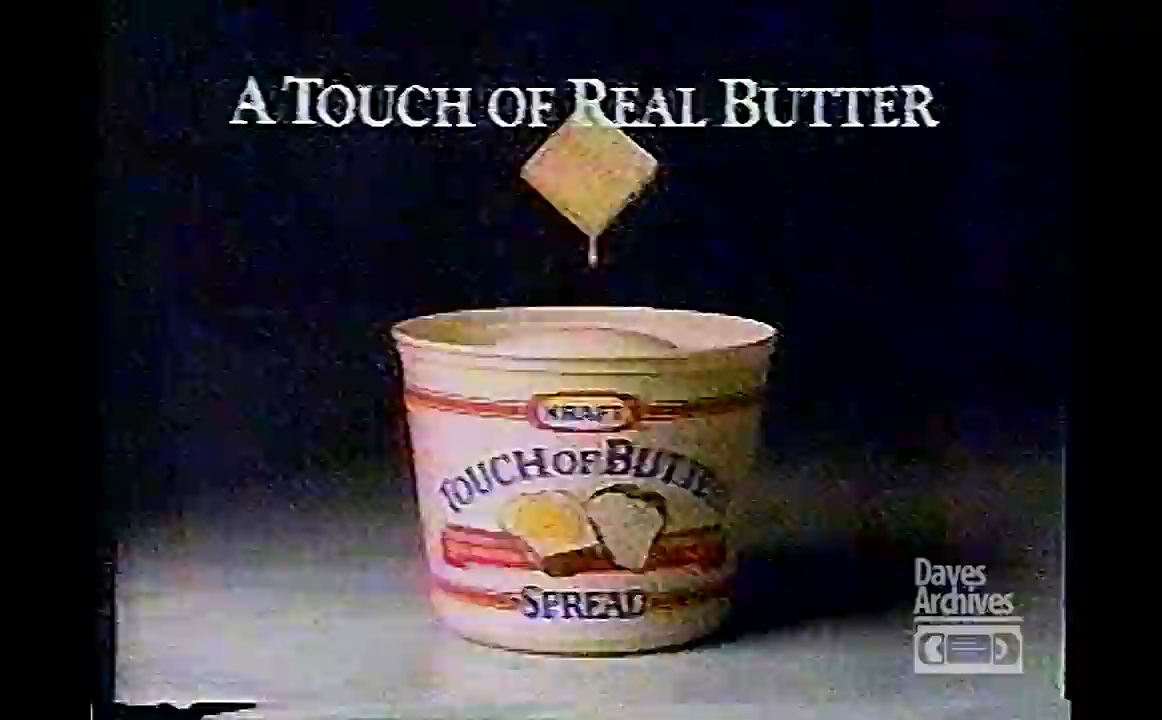 A TOUCH OF REAL BUTTER
KRAFT
TOUCH OF BUTTER
SPREAD
Daves
Archives